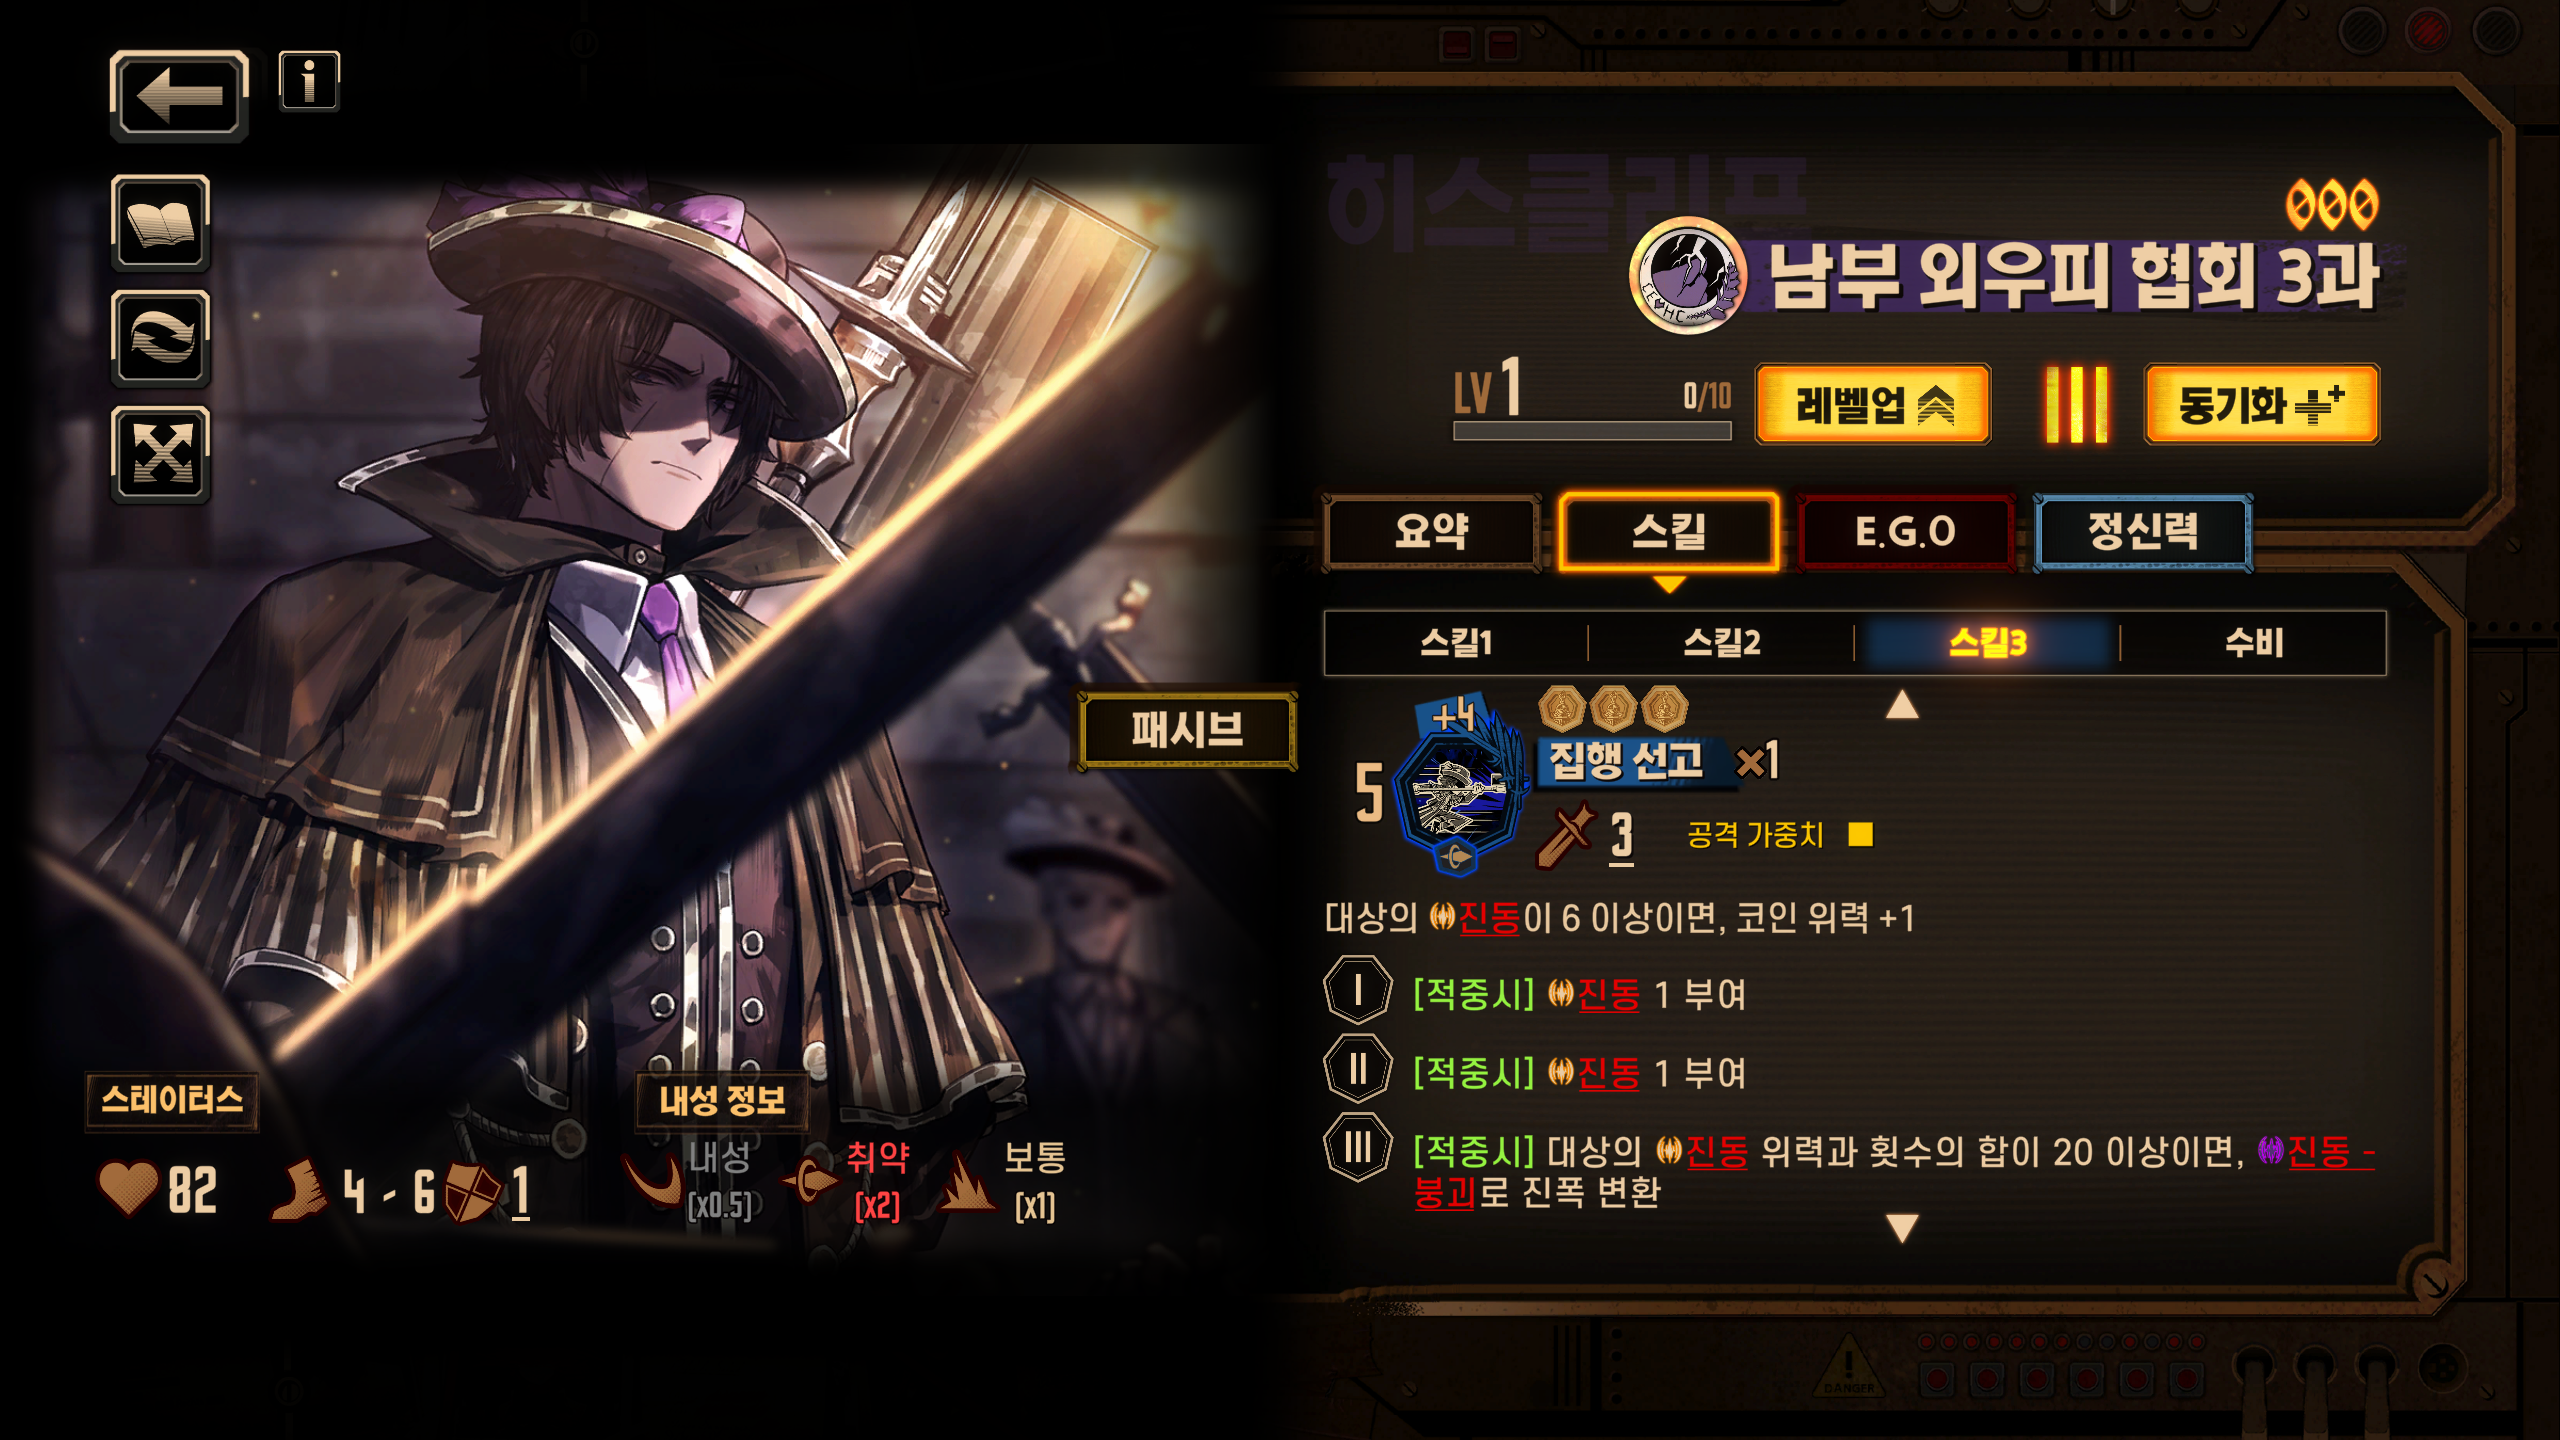 히스클리프
남부 외우피 협회 3과
LV 1
0/10
레벨업
동기화
요약
스킬
E.G.O
정신력
스킬1
스킬2
스킬3
수비
패시브
+4
5
집행 선고 ×1
3
공격 가중치
대상의 진동이 6 이상이면, 코인 위력 +1
I
[적중시] 진동 1 부여
II
[적중시] 진동 1 부여
III
[적중시] 대상의 진동 위력과 횟수의 합이 20 이상이면, 진동 -
붕괴로 진폭 변환
스테이터스
82
4 - 6
1
내성 정보
내성
[x0.5]
취약
[x2]
보통
[x1]
DANGER